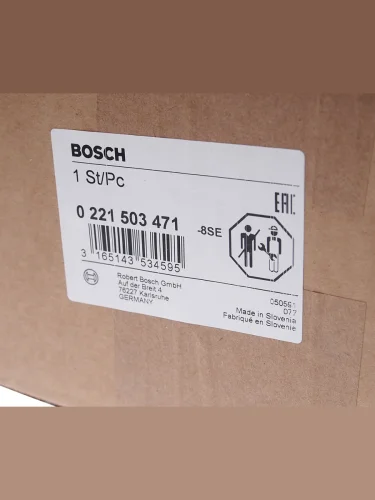 BOSCH
1 St/Pc
EAC
0 221 503 471
-8SE
3 165143 534595
Robert Bosch GmbH
Auf der Breit 4
76227 Karlsruhe
GERMANY
050591
077
Made in Slovenia
Fabriqué en Slovenie